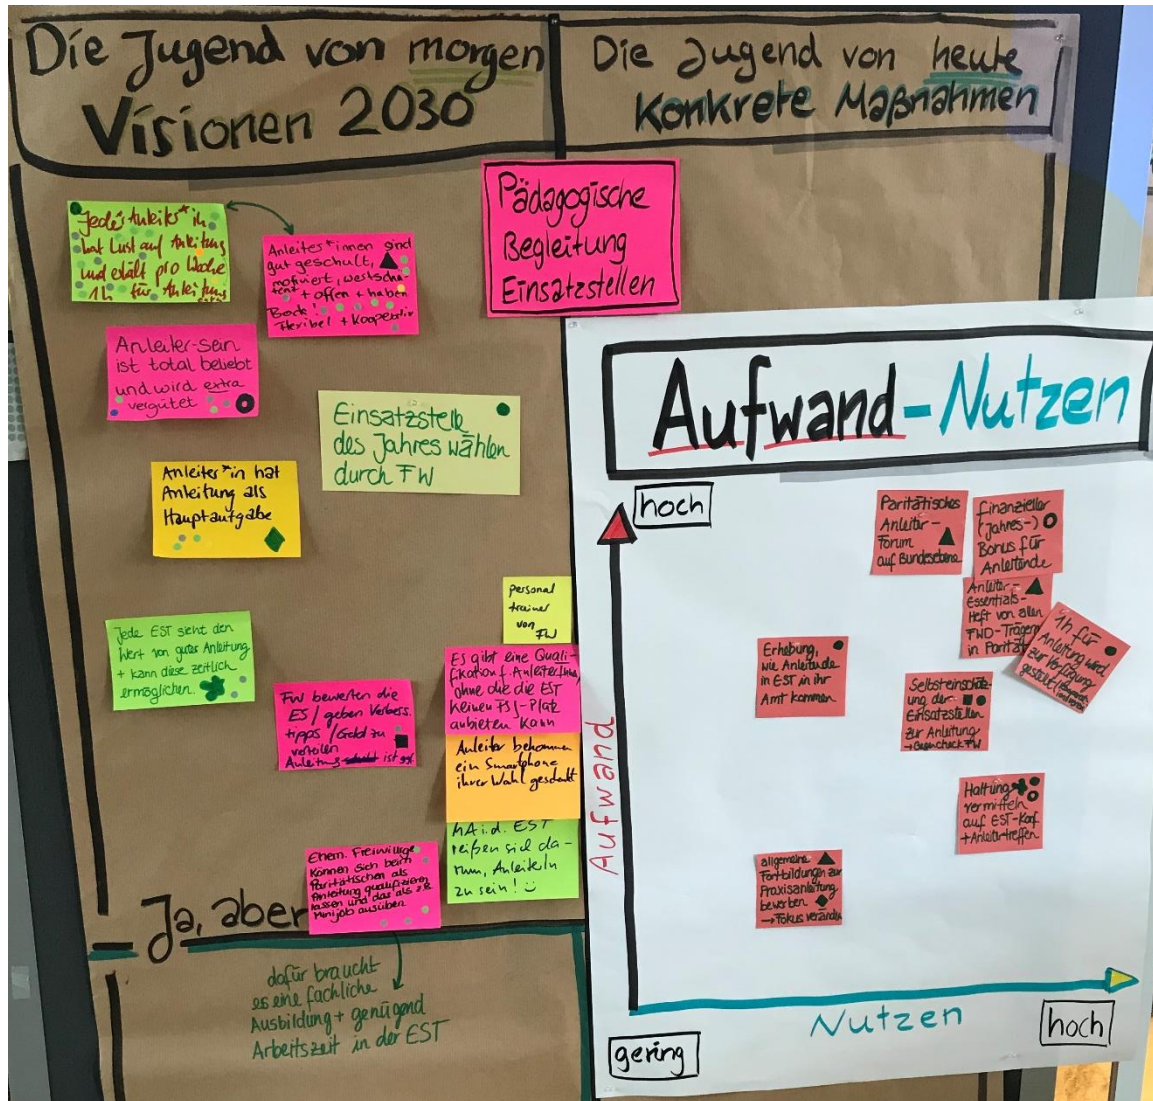 Die Jugend von morgen
Visionen 2030
Die Jugend von heute
Konkrete Maßnahmen
Pädagogische
Begleitung
Einsatzstellen
Jede Anleiter*in
hat Lust auf Anleitung
und erhält pro Woche
1h für Anleitung
Anleiter*innen sind
gut geschult,
motiviert, wertschä-
+ offen + haben
Bock!
Flexibel + Kooperativ
Anleiter-sein
ist total beliebt
und wird extra
vergütet
Einsatzstelle
des Jahres wählen
durch FW
Anleiter*in hat
Anleitung als
Hauptaufgabe
personal
trainer
von
FW
Jede EST sieht den
Wert von guter Anleitung
+ kann diese zeitlich
ermöglichen.
Es gibt eine Quali-
fikation f.
ohne die die EST
keinen FSJ-Platz
anbieten kann
FW bewerten die
ES / geben Verbess.
tipps / Geld zu
verteilen
Anleitung ist
Anleiter bekommen
ein Smartphone
ihrer Wahl geschenkt
hA i.d. EST
reißen sich da-
rum, AnleiterIn
zu sein! :)
Ehem. Freiwillige
können sich beim
Paritätischen als
Anleitung qualifizieren
lassen und das als z.B.
Minijob ausüben
Ja, aber
dafür braucht
es eine fachliche
Ausbildung + genügend
Arbeitszeit in der EST
Aufwand-Nutzen
hoch
Paritätisches
Anleiter-
Forum
auf Bundesebene
Finanzieller
(Jahres-)
Bonus für
Anleitende
Anleiter-
Essentials-
Heft von allen
FWD-Trägern
in Parität
1h für
Anleitung wird
zur Verfügung
gestellt
Erhebung,
wie Anleitende
in EST in ihr
Amt kommen
Selbsteinschätz-
ung der
Einsatzstellen
zur Anleitung
→ Gegencheck FW
Haltung
vermitteln
auf EST-Konf.
+ Anleitertreffen
allgemeine
Fortbildungen zur
Praxisanleitung
bewerben
→ Fokus verändern
Aufwand
Nutzen
gering
hoch